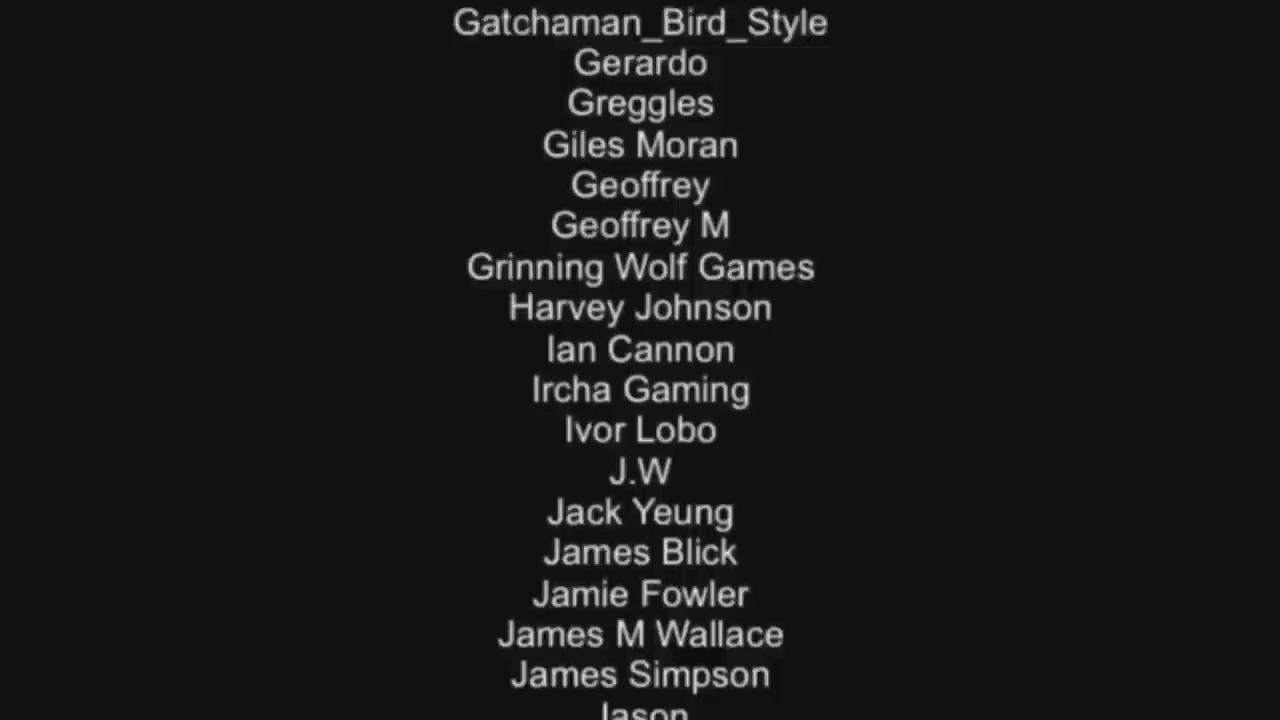 Gatchaman_Bird_Style
Gerardo
Greggles
Giles Moran
Geoffrey
Geoffrey M
Grinning Wolf Games
Harvey Johnson
Ian Cannon
Ircha Gaming
Ivor Lobo
J.W
Jack Yeung
James Blick
Jamie Fowler
James M Wallace
James Simpson
Jason